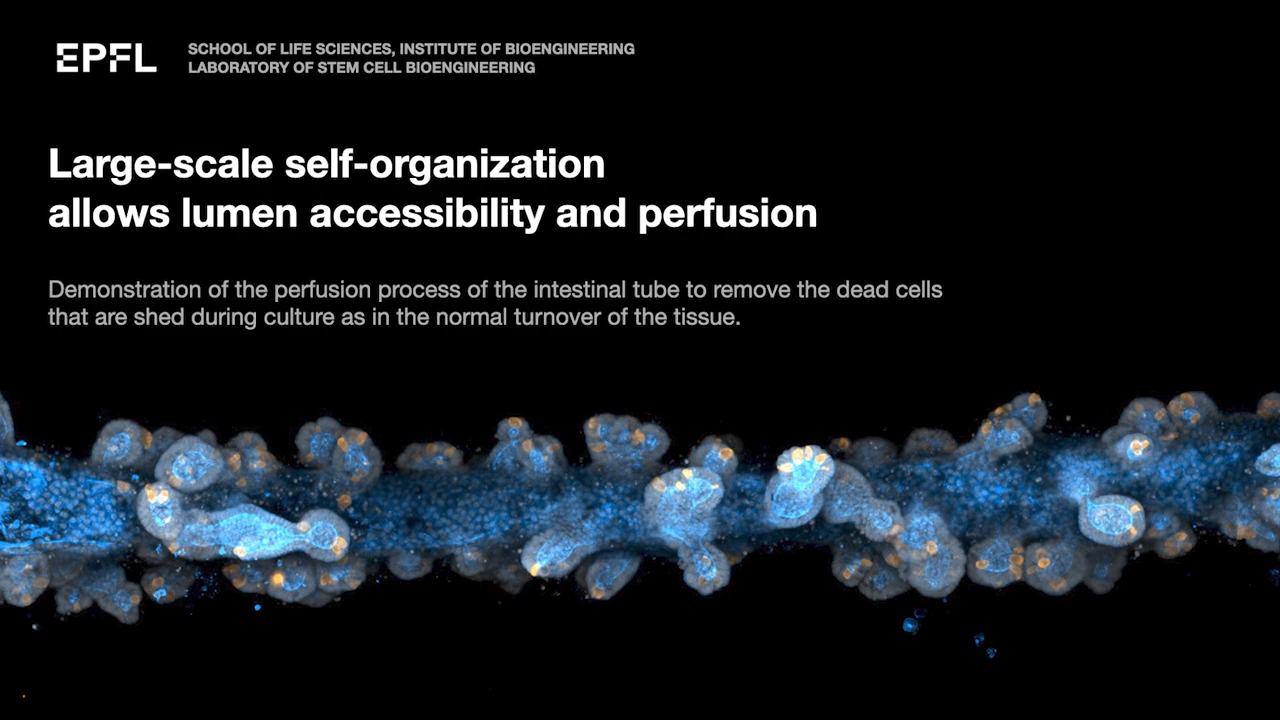 EPFL
SCHOOL OF LIFE SCIENCES, INSTITUTE OF BIOENGINEERING
LABORATORY OF STEM CELL BIOENGINEERING
Large-scale self-organization
allows lumen accessibility and perfusion
Demonstration of the perfusion process of the intestinal tube to remove the dead cells
that are shed during culture as in the normal turnover of the tissue.